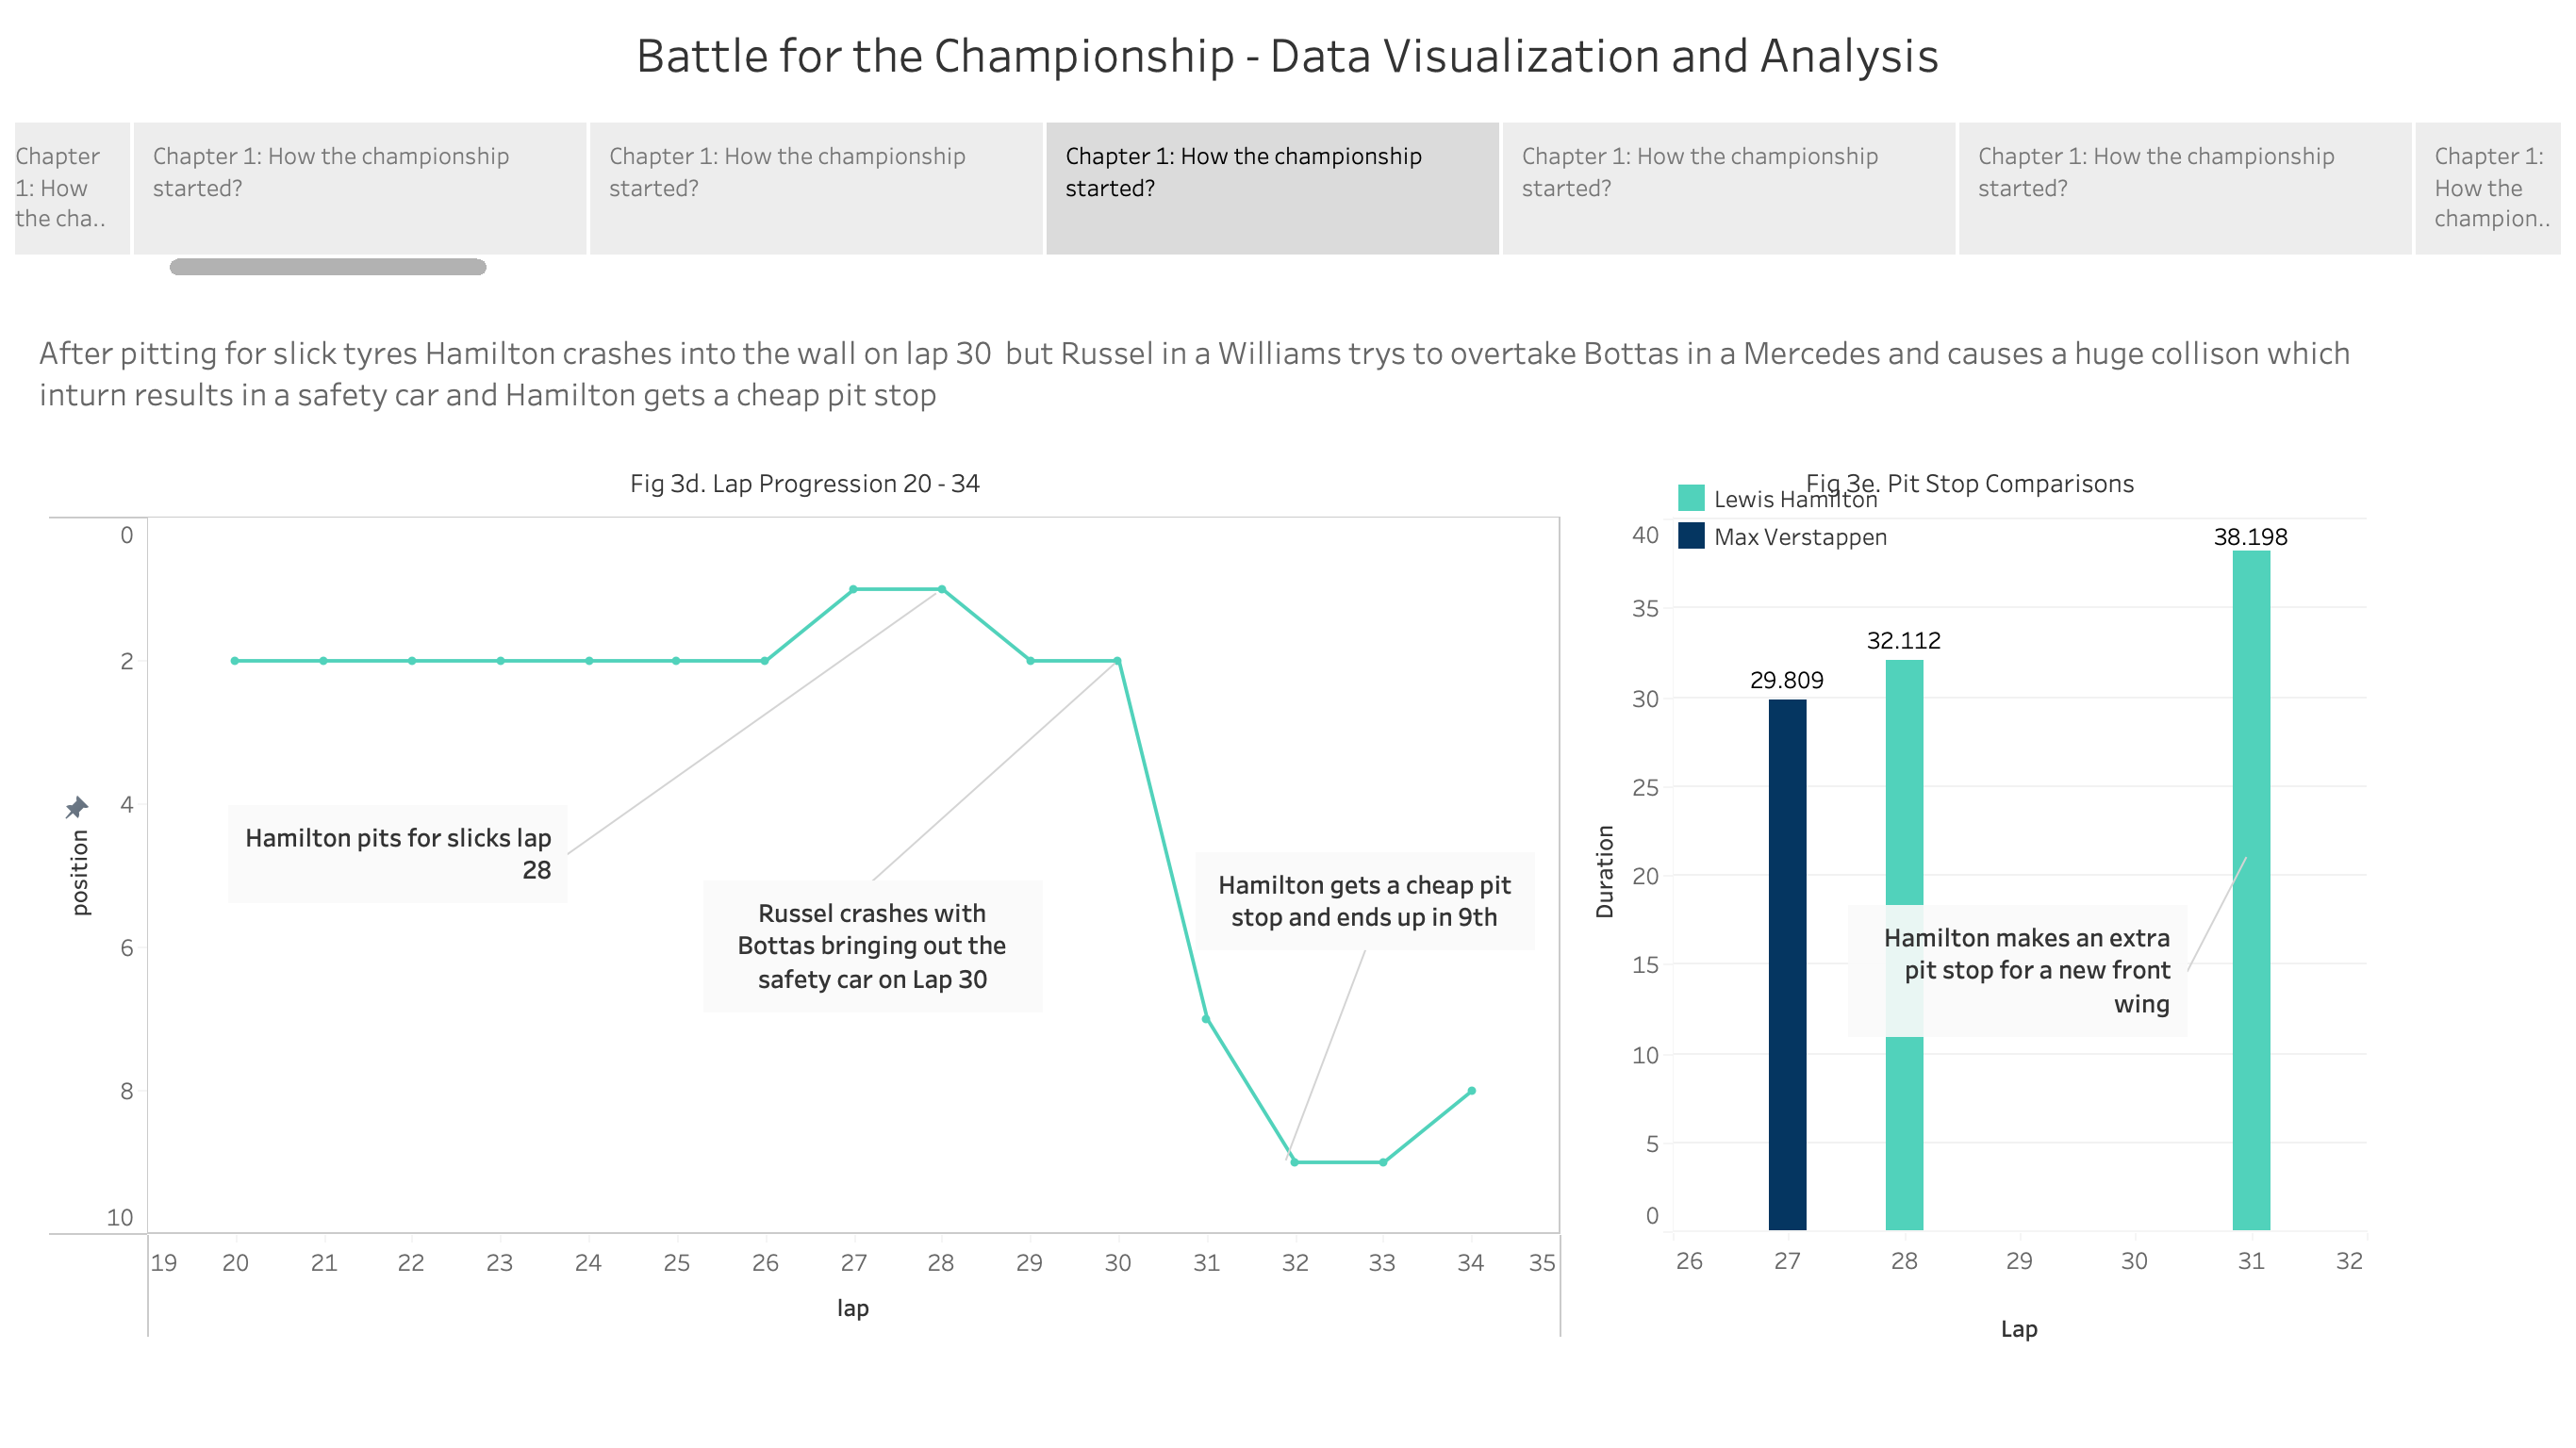 Battle for the Championship - Data Visualization and Analysis
Chapter
1: How
the cha..
Chapter 1: How the championship
started?
Chapter 1: How the championship
started?
Chapter 1: How the championship
started?
Chapter 1: How the championship
started?
Chapter 1: How the championship
started?
Chapter 1:
How the
champion..
After pitting for slick tyres Hamilton crashes into the wall on lap 30  but Russel in a Williams trys to overtake Bottas in a Mercedes and causes a huge collison which
inturn results in a safety car and Hamilton gets a cheap pit stop
Fig 3d. Lap Progression 20 - 34
0
2
4
6
8
10
position
Hamilton pits for slicks lap
28
Russel crashes with
Bottas bringing out the
safety car on Lap 30
Hamilton gets a cheap pit
stop and ends up in 9th
19 20 21 22 23 24 25 26 27 28 29 30 31 32 33 34 35
lap
Fig 3e. Pit Stop Comparisons
Lewis Hamilton
Max Verstappen
40
35
30
25
20
15
10
5
0
Duration
29.809
32.112
38.198
Hamilton makes an extra
pit stop for a new front
wing
26 27 28 29 30 31 32
Lap